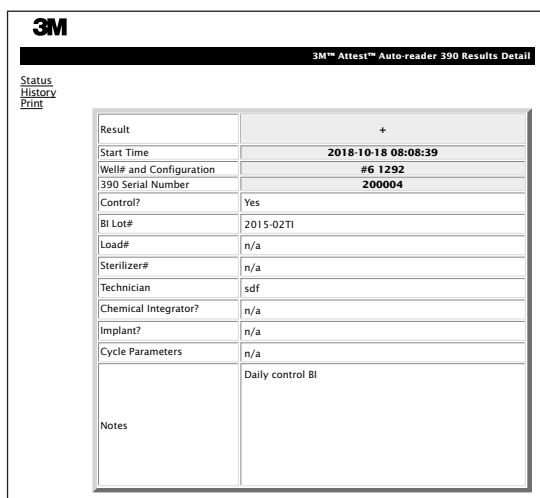 3M
3M™ Attest™ Auto-reader 390 Results Detail
Status
History
Print
Result +
Start Time 2018-10-18 08:08:39
Well# and Configuration #6 1292
390 Serial Number 200004
Control? Yes
BI Lot# 2015-02TI
Load# n/a
Sterilizer# n/a
Technician sdf
Chemical Integrator? n/a
Implant? n/a
Cycle Parameters n/a
Daily control BI
Notes